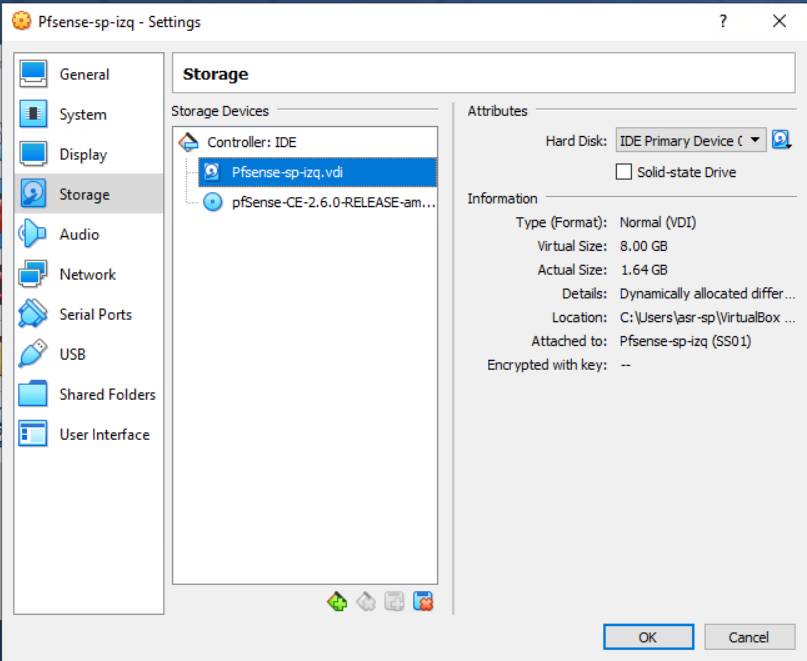 Pfsense-sp-izq - Settings
?
General
System
Display
Storage
Audio
Network
Serial Ports
USB
Shared Folders
User Interface
Storage
Storage Devices
Controller: IDE
Pfsense-sp-izq.vdi
pfSense-CE-2.6.0-RELEASE-am...
Attributes
Hard Disk: IDE Primary Device 0
Solid-state Drive
Information
Type (Format): Normal (VDI)
Virtual Size: 8.00 GB
Actual Size: 1.64 GB
Details: Dynamically allocated differ...
Location: C:\Users\asr-sp\VirtualBox ...
Attached to: Pfsense-sp-izq (SS01)
Encrypted with key: --
OK
Cancel